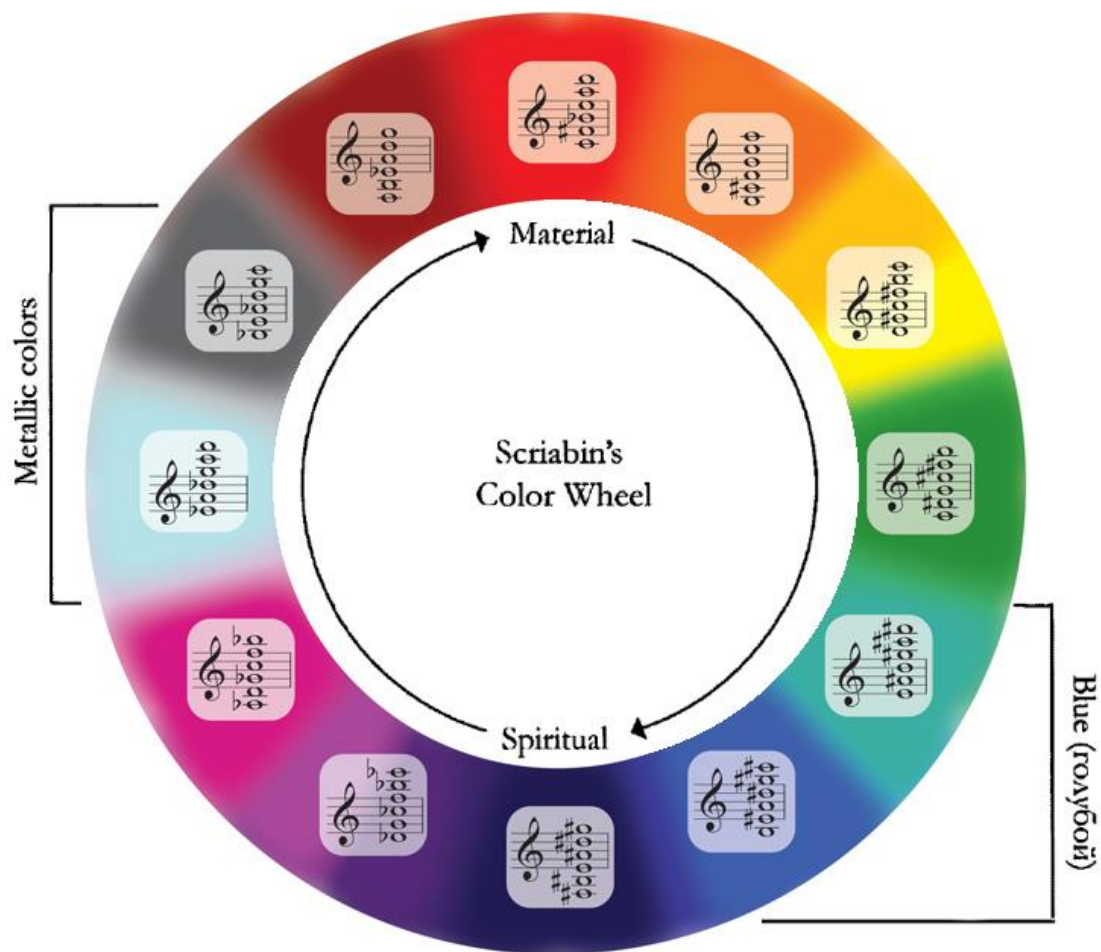 Material
Metallic colors
Scriabin's
Color Wheel
Spiritual
Blue (голубой)